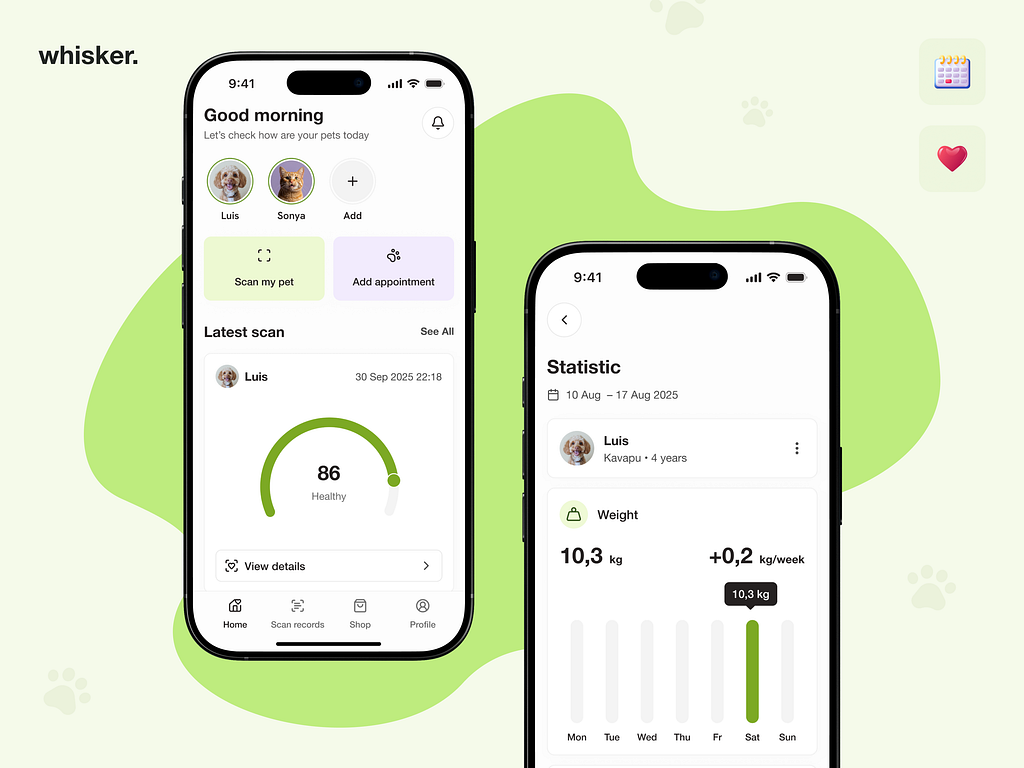 whisker.
9:41
Good morning
Let's check how are your pets today
Luis
Sonya
Add
Scan my pet
Add appointment
Latest scan
See All
Luis
30 Sep 2025 22:18
86
Healthy
View details
Home
Scan records
Shop
Profile
9:41
Statistic
10 Aug – 17 Aug 2025
Luis
Kavapu • 4 years
Weight
10,3 kg
+0,2 kg/week
10,3 kg
Mon
Tue
Wed
Thu
Fr
Sat
Sun